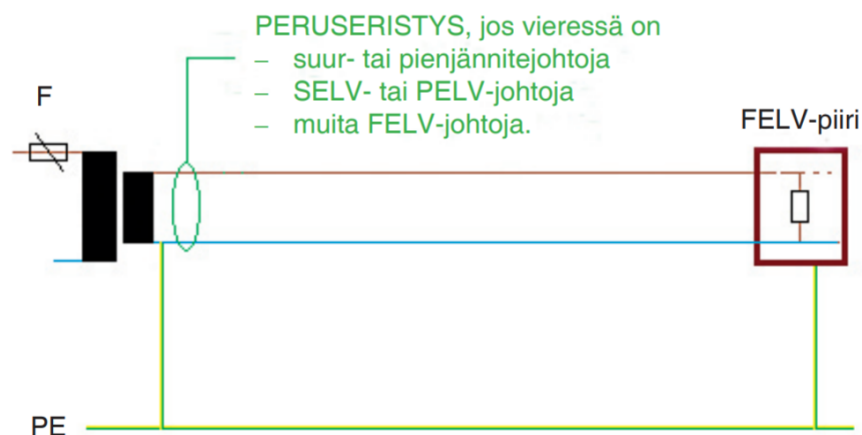 PERUSERISTYS, jos vieressä on
– suur- tai pienjännitejohtoja
– SELV- tai PELV-johtoja
– muita FELV-johtoja.
F
FELV-piiri
PE